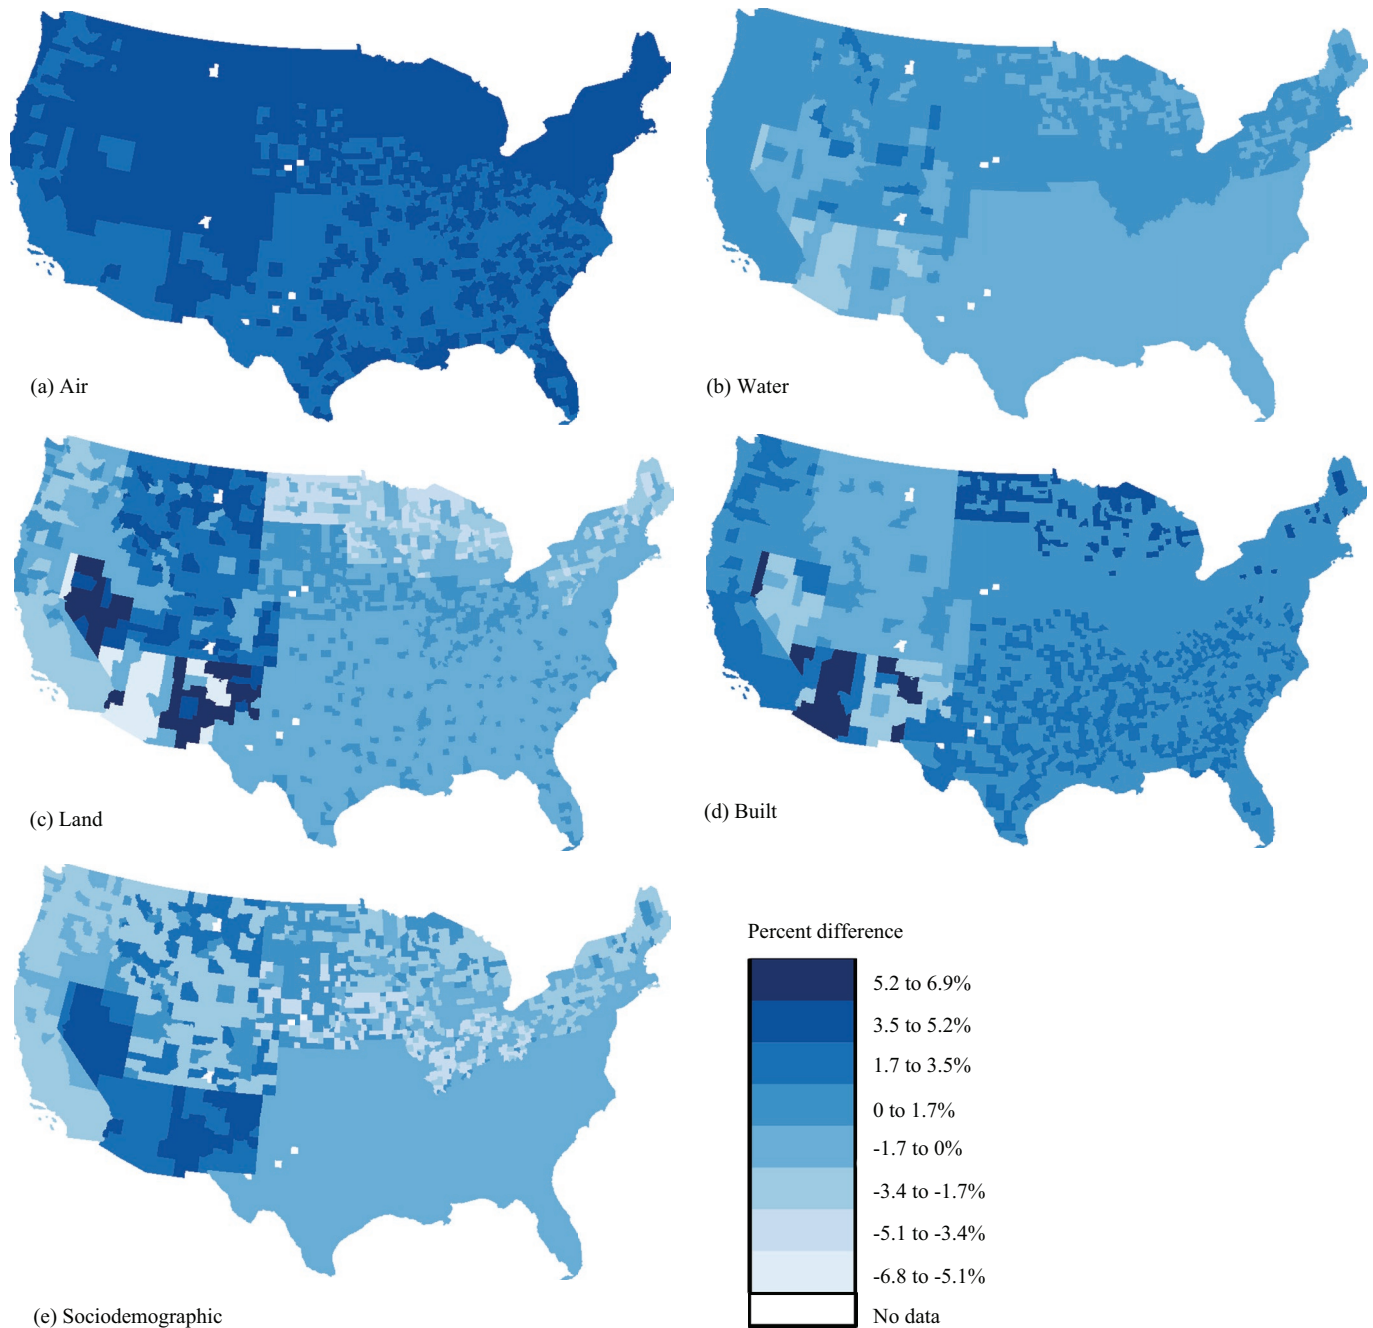 (a) Air
(b) Water
(c) Land
(d) Built
Percent difference
5.2 to 6.9%
3.5 to 5.2%
1.7 to 3.5%
0 to 1.7%
-1.7 to 0%
-3.4 to -1.7%
-5.1 to -3.4%
-6.8 to -5.1%
No data
(e) Sociodemographic